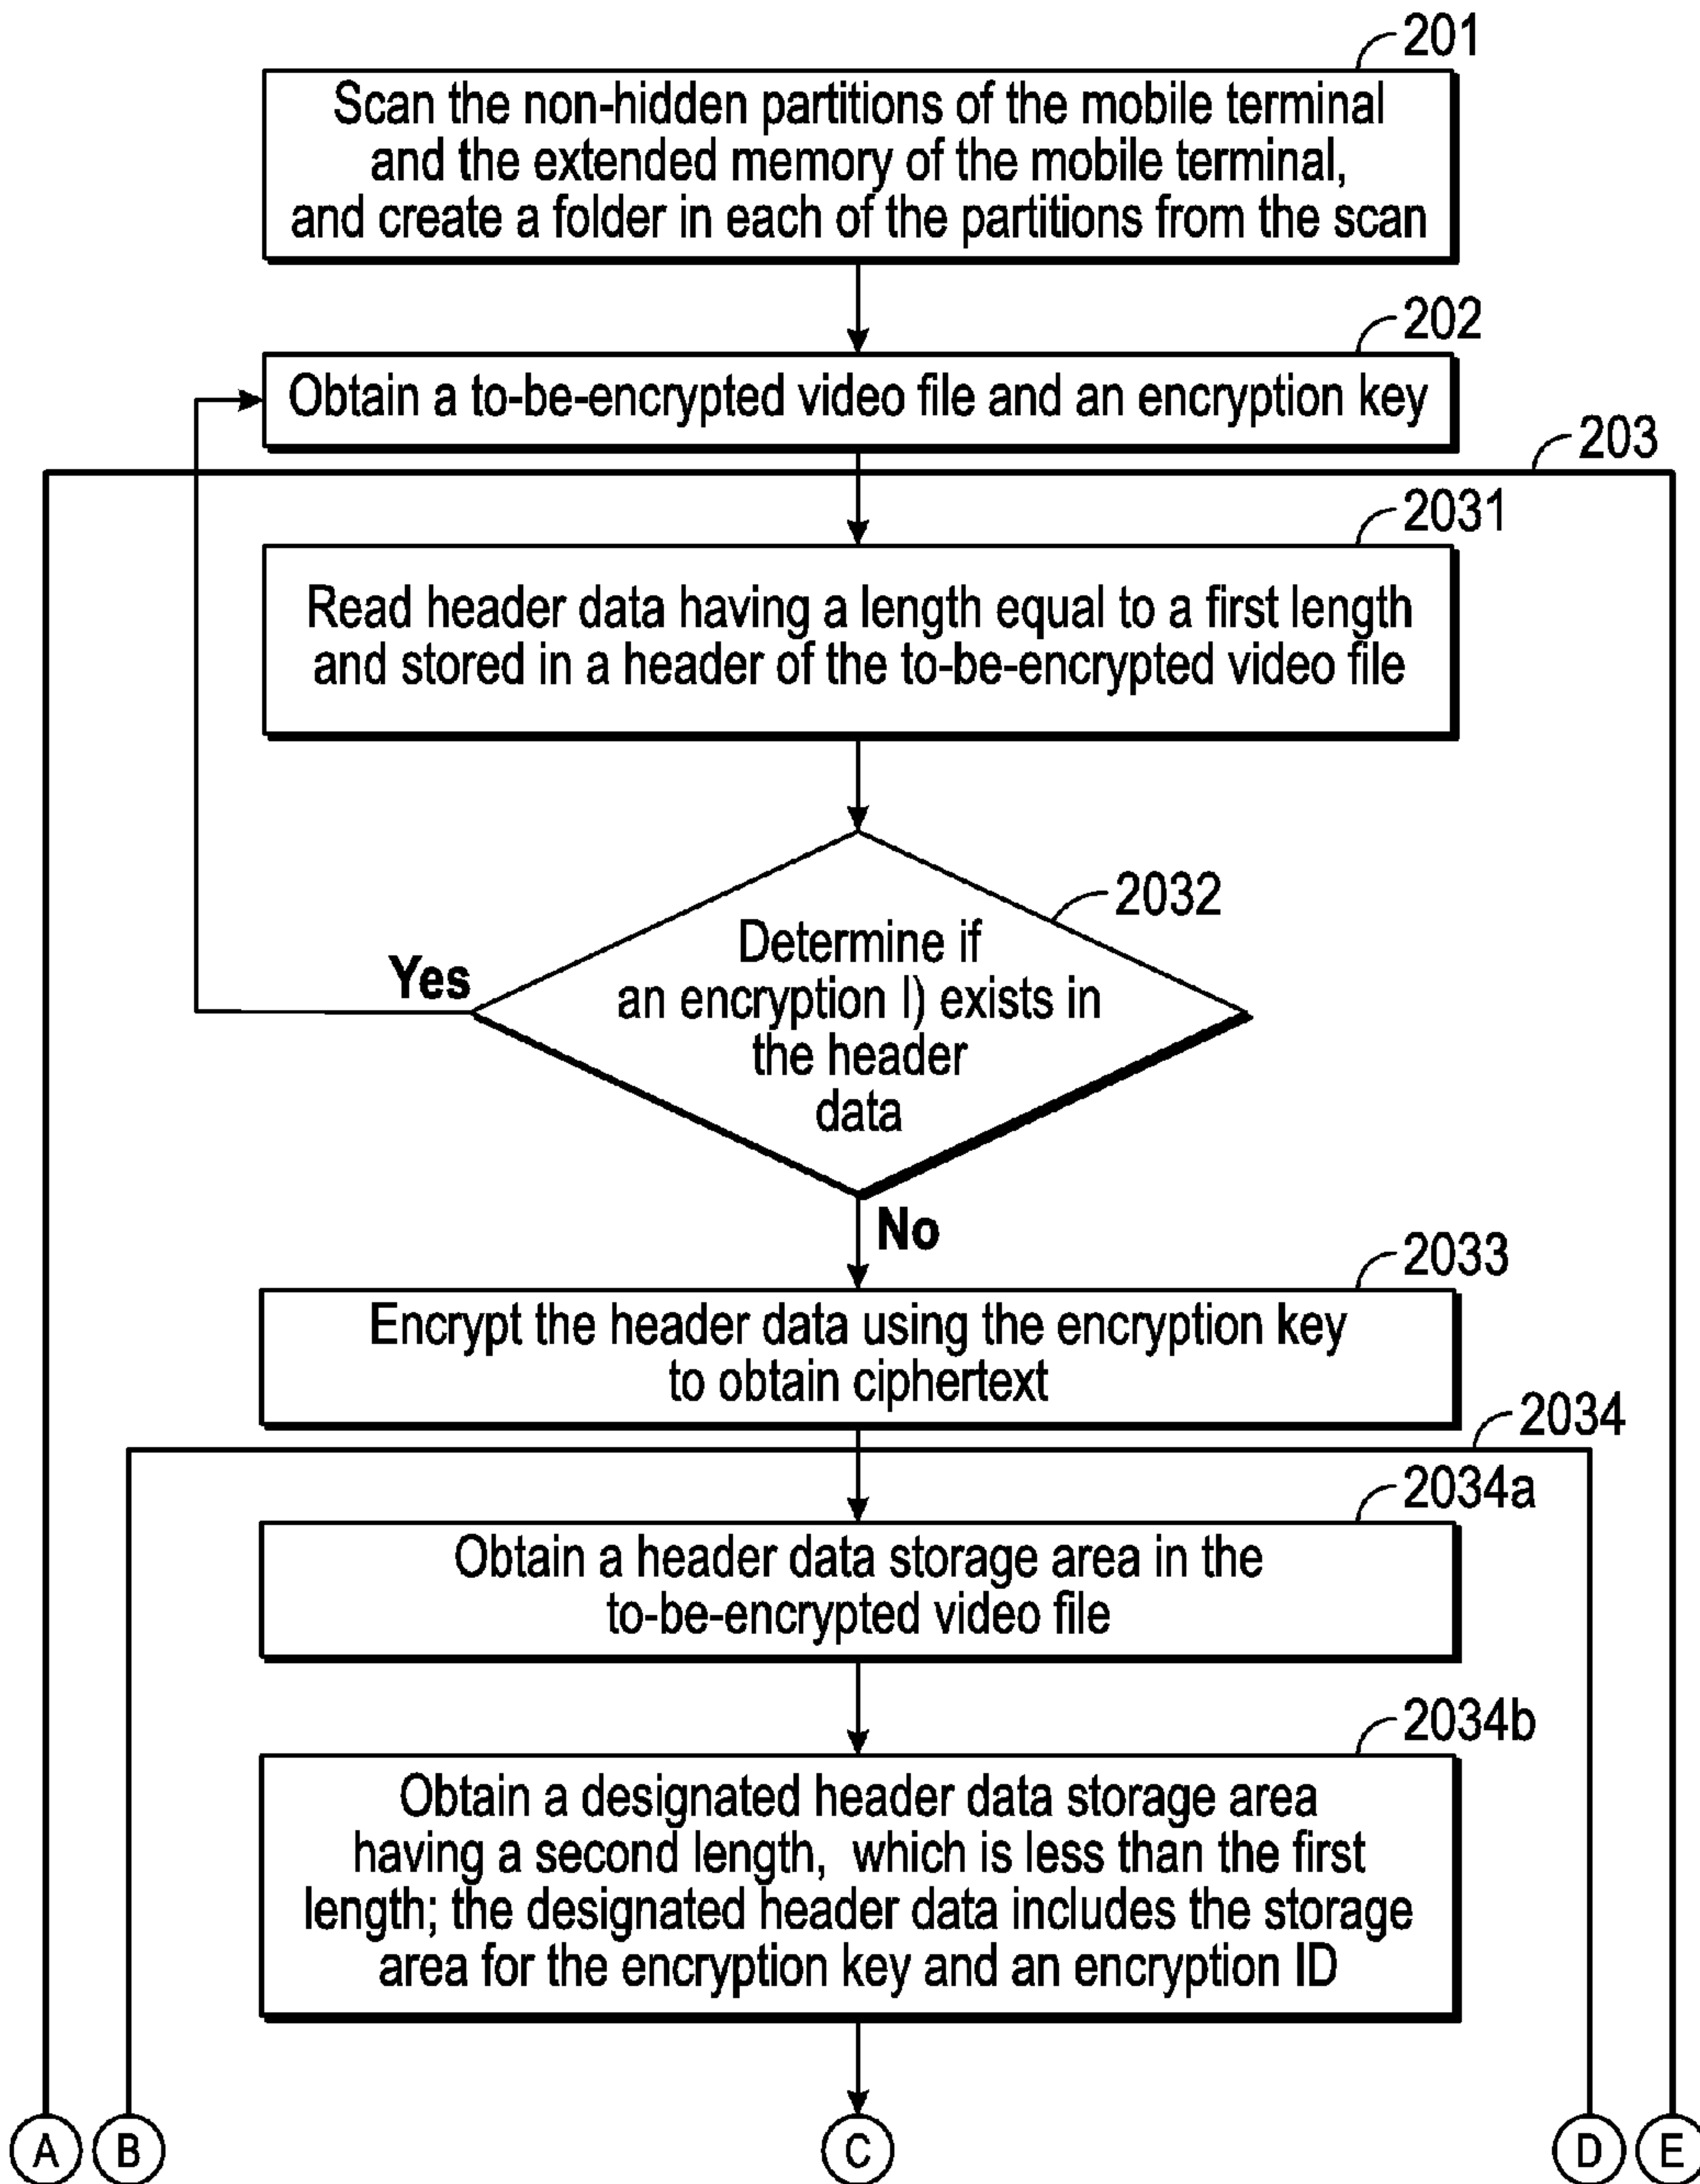 201
Scan the non-hidden partitions of the mobile terminal
and the extended memory of the mobile terminal,
and create a folder in each of the partitions from the scan
202
Obtain a to-be-encrypted video file and an encryption key
203
2031
Read header data having a length equal to a first length
and stored in a header of the to-be-encrypted video file
2032
Determine if
an encryption I) exists in
the header
data
Yes
No
2033
Encrypt the header data using the encryption key
to obtain ciphertext
2034
2034a
Obtain a header data storage area in the
to-be-encrypted video file
2034b
Obtain a designated header data storage area
having a second length, which is less than the first
length; the designated header data includes the storage
area for the encryption key and an encryption ID
A B C D E